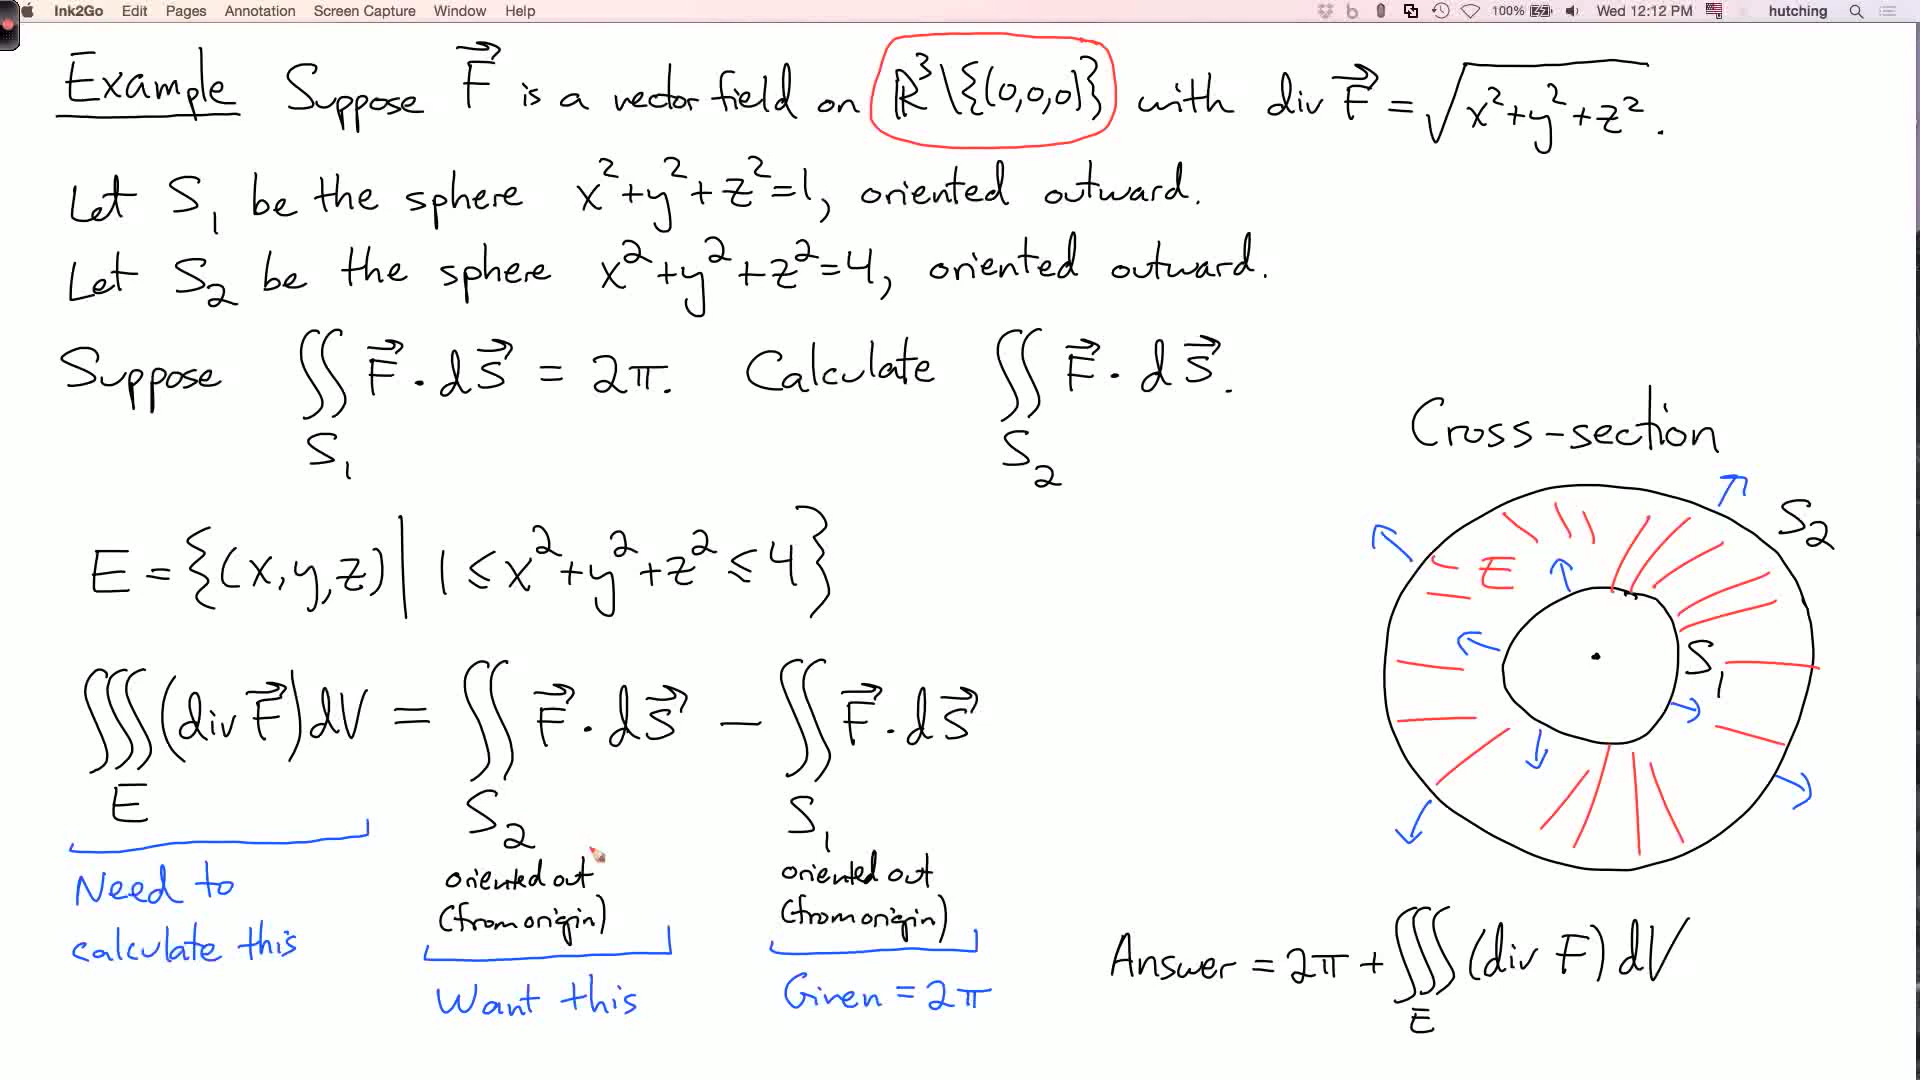 Ink2Go Edit Pages Annotation Screen Capture Window Help 100% Wed 12:12 PM hutching
Example Suppose F⃗ is a vector field on ℝ³\{(0,0,0)} with div F⃗ = √(x²+y²+z²).
Let S₁ be the sphere x²+y²+z²=1, oriented outward.
Let S₂ be the sphere x²+y²+z²=4, oriented outward.
Suppose ∬_{S₁} F⃗ · dS⃗ = 2π. Calculate ∬_{S₂} F⃗ · dS⃗.
Cross-section
S₂
E
S₁
E = {(x,y,z) | 1 ≤ x²+y²+z² ≤ 4}
∭_E (div F⃗) dV = ∬_{S₂} F⃗ · dS⃗ − ∬_{S₁} F⃗ · dS⃗
oriented out
(from origin)
oriented out
(from origin)
Need to
calculate this
Want this
Given = 2π
Answer = 2π + ∭_E (div F) dV